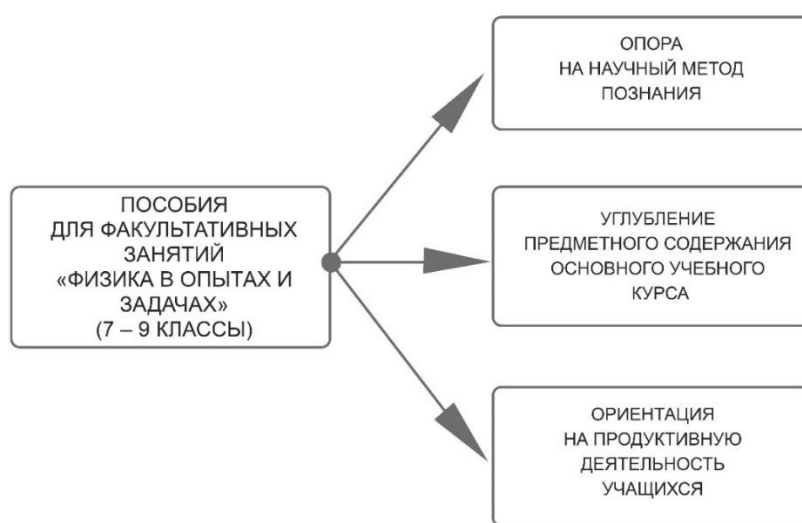 ПОСОБИЯ
ДЛЯ ФАКУЛЬТАТИВНЫХ
ЗАНЯТИЙ
«ФИЗИКА В ОПЫТАХ И
ЗАДАЧАХ»
(7 – 9 КЛАССЫ)
ОПОРА
НА НАУЧНЫЙ МЕТОД
ПОЗНАНИЯ
УГЛУБЛЕНИЕ
ПРЕДМЕТНОГО СОДЕРЖАНИЯ
ОСНОВНОГО УЧЕБНОГО
КУРСА
ОРИЕНТАЦИЯ
НА ПРОДУКТИВНУЮ
ДЕЯТЕЛЬНОСТЬ
УЧАЩИХСЯ